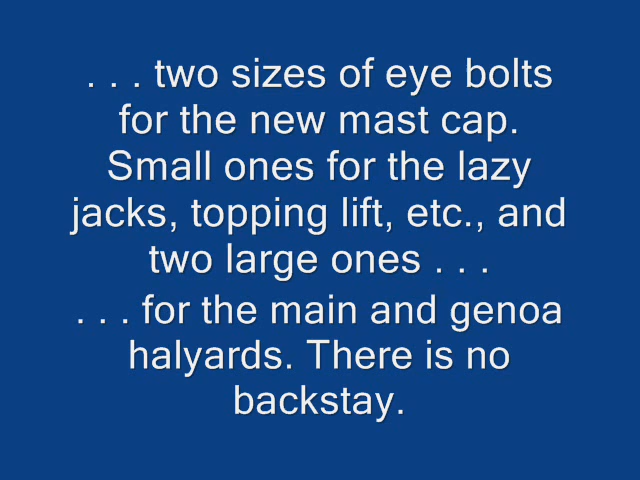 . . . two sizes of eye bolts
for the new mast cap.
Small ones for the lazy
jacks, topping lift, etc., and
two large ones . . .
. . . for the main and genoa
halyards. There is no
backstay.